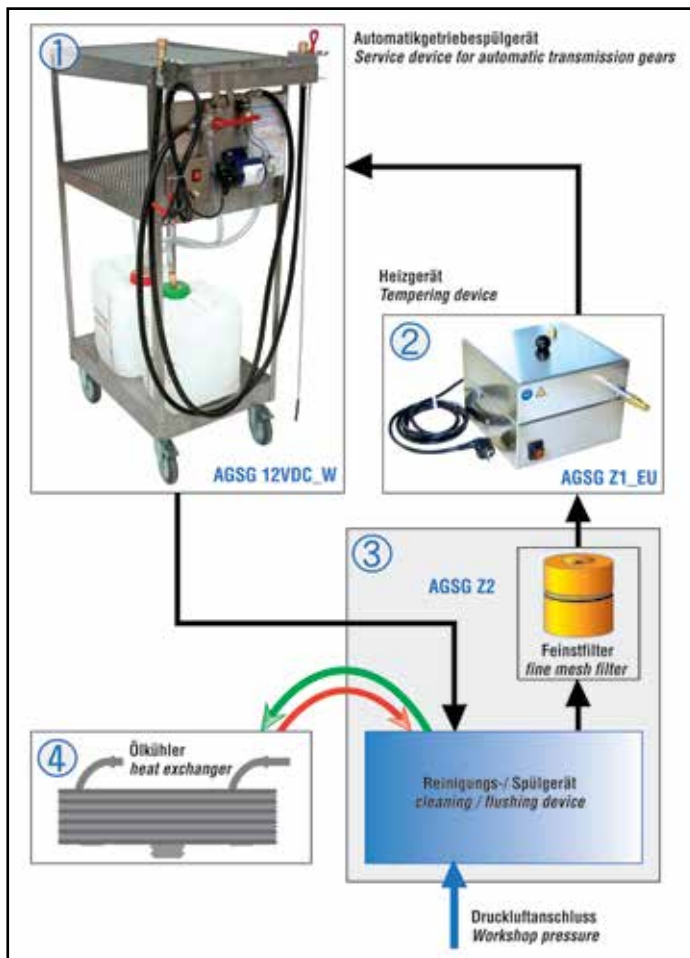 1
Automatikgetriebespülgerät
Service device for automatic transmission gears
AGSG 12VDC_W
Heizgerät
Tempering device
2
AGSG Z1_EU
3
AGSG Z2
Feinstfilter
fine mesh filter
4
Ölkühler
heat exchanger
Reinigungs-/ Spülgerät
cleaning / flushing device
Druckluftanschluss
Workshop pressure